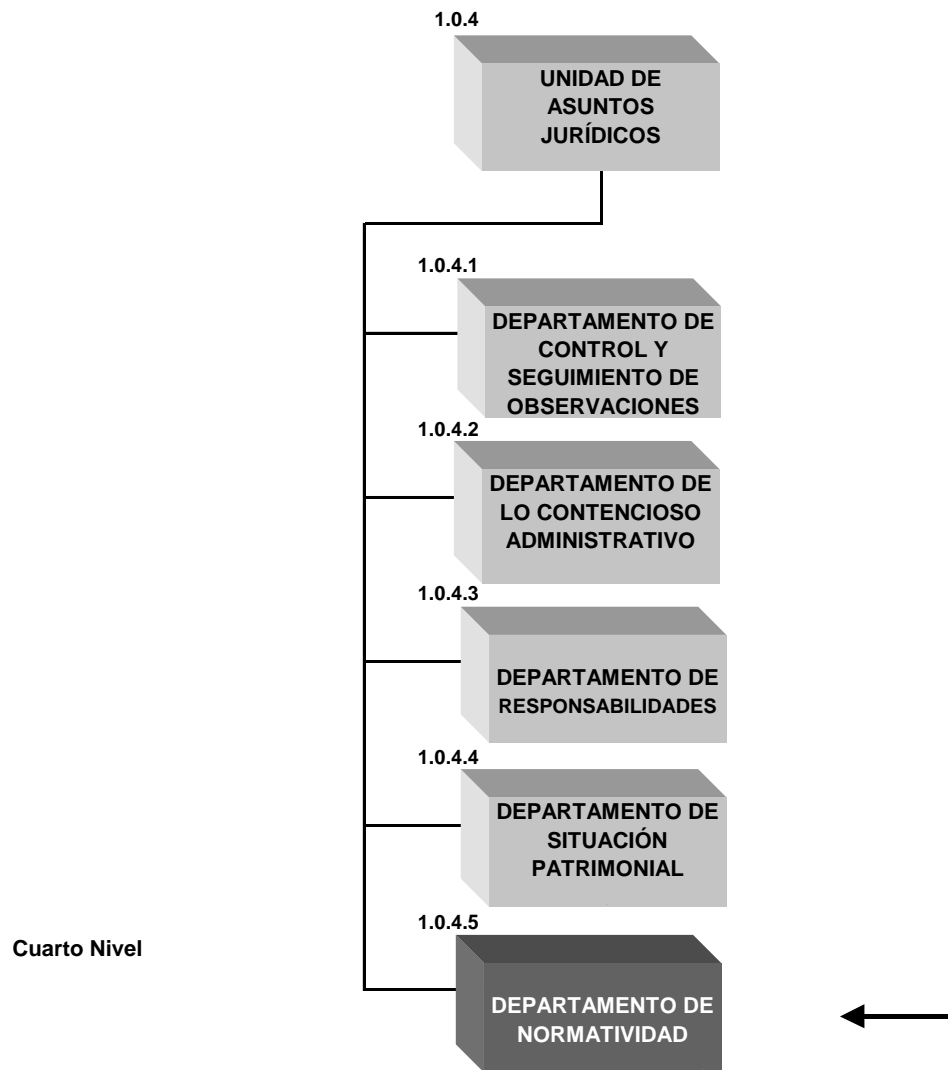 1.0.4
UNIDAD DE
ASUNTOS
JURÍDICOS
1.0.4.1
DEPARTAMENTO DE
CONTROL Y
SEGUIMIENTO DE
OBSERVACIONES
1.0.4.2
DEPARTAMENTO DE
LO CONTENCIOSO
ADMINISTRATIVO
1.0.4.3
DEPARTAMENTO DE
RESPONSABILIDADES
1.0.4.4
DEPARTAMENTO DE
SITUACIÓN
PATRIMONIAL
1.0.4.5
Cuarto Nivel
DEPARTAMENTO DE
NORMATIVIDAD